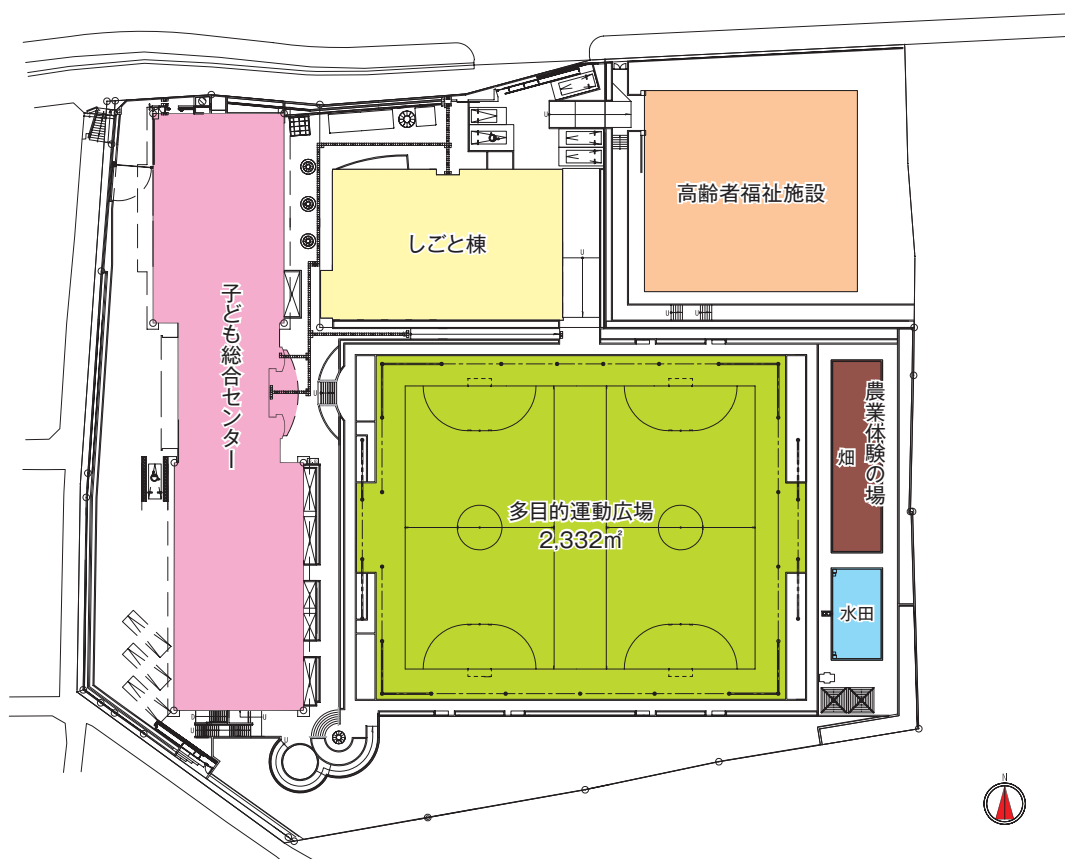 高齢者福祉施設
しごと棟
子ども総合センター
多目的運動広場
2,332㎡
農業体験の場
畑
水田
N